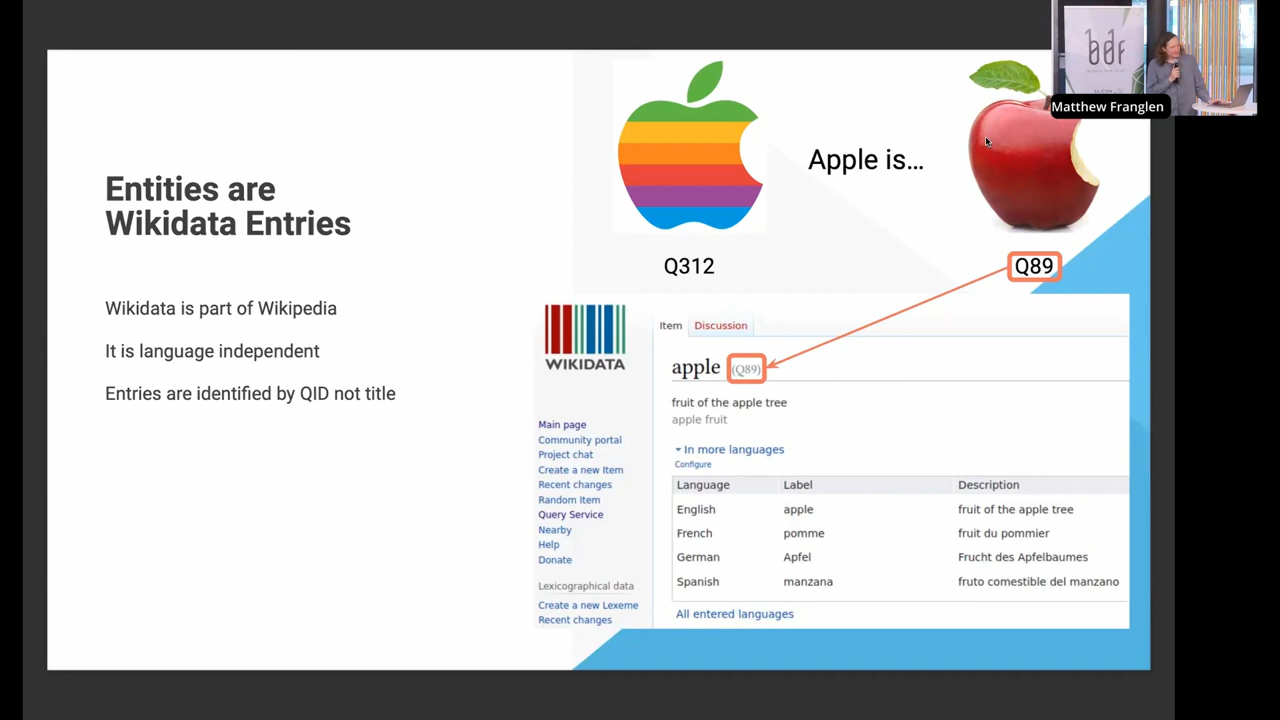 Entities are
Wikidata Entries
Wikidata is part of Wikipedia
It is language independent
Entries are identified by QID not title
Apple is...
Q312
Q89
Matthew Franglen
bdf
WIKIDATA
Main page
Community portal
Project chat
Create a new Item
Recent changes
Random Item
Query Service
Nearby
Help
Donate
Lexicographical data
Create a new Lexeme
Recent changes
Item Discussion
apple (Q89)
fruit of the apple tree
apple fruit
In more languages
Configure
Language Label Description
English apple fruit of the apple tree
French pomme fruit du pommier
German Apfel Frucht des Apfelbaumes
Spanish manzana fruto comestible del manzano
All entered languages